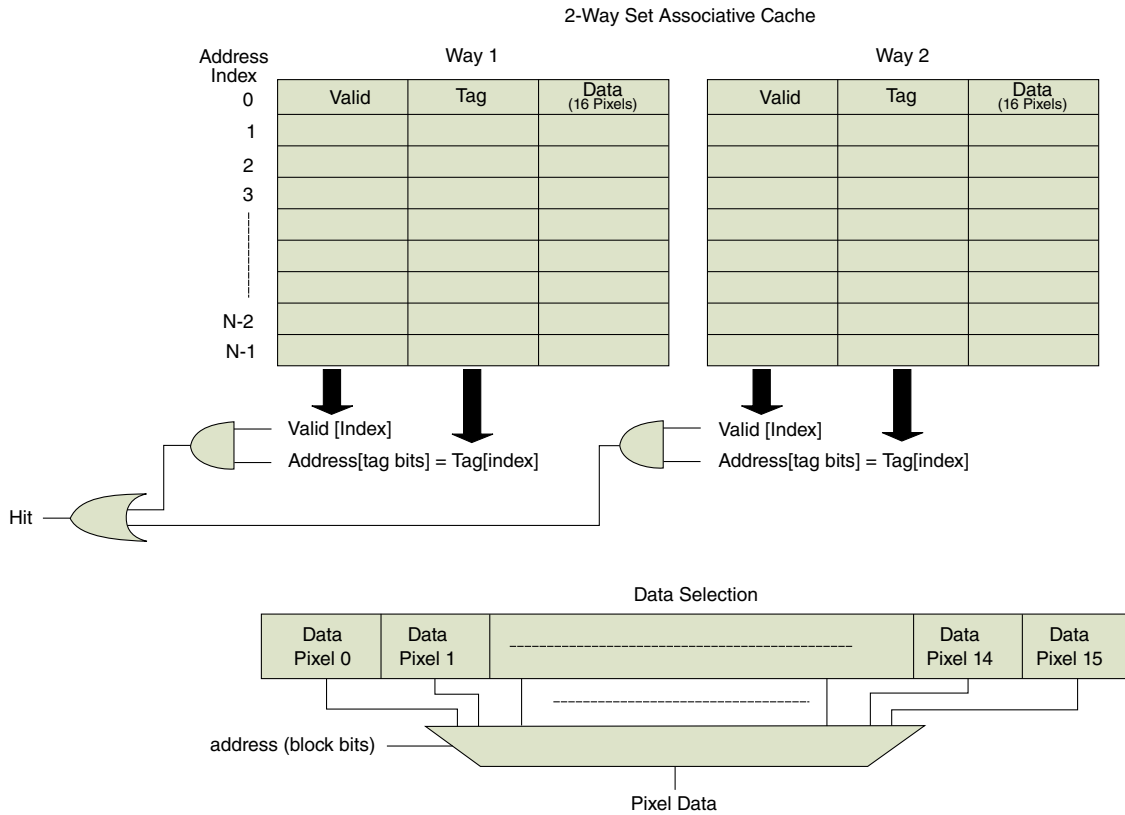 2-Way Set Associative Cache
Address
Index
Way 1
Way 2
0
Valid
Tag
Data
(16 Pixels)
Valid
Tag
Data
(16 Pixels)
1
2
3
N-2
N-1
Valid [Index]
Address[tag bits] = Tag[index]
Valid [Index]
Address[tag bits] = Tag[index]
Hit
Data Selection
Data
Pixel 0
Data
Pixel 1
Data
Pixel 14
Data
Pixel 15
address (block bits)
Pixel Data